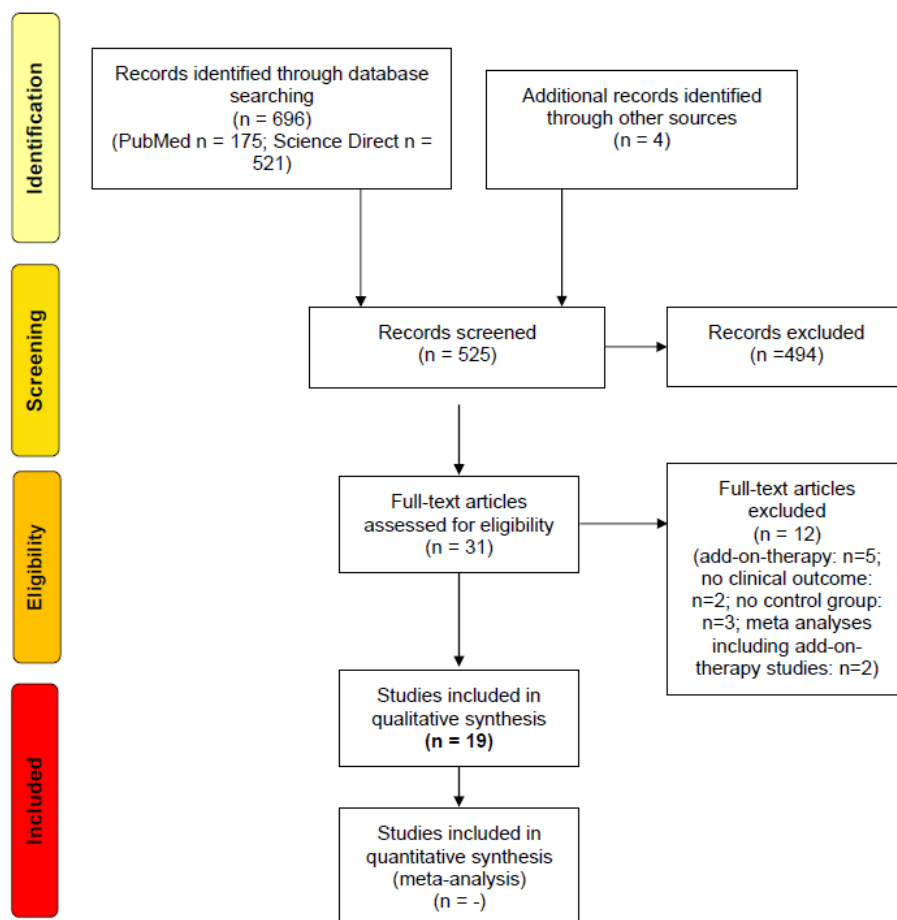 Identification
Records identified through database
searching
(n = 696)
(PubMed n = 175; Science Direct n =
521)
Additional records identified
through other sources
(n = 4)
Screening
Records screened
(n = 525)
Records excluded
(n =494)
Eligibility
Full-text articles
assessed for eligibility
(n = 31)
Full-text articles
excluded
(n = 12)
(add-on-therapy: n=5;
no clinical outcome:
n=2; no control group:
n=3; meta analyses
including add-on-
therapy studies: n=2)
Included
Studies included in
qualitative synthesis
(n = 19)
Studies included in
quantitative synthesis
(meta-analysis)
(n = -)